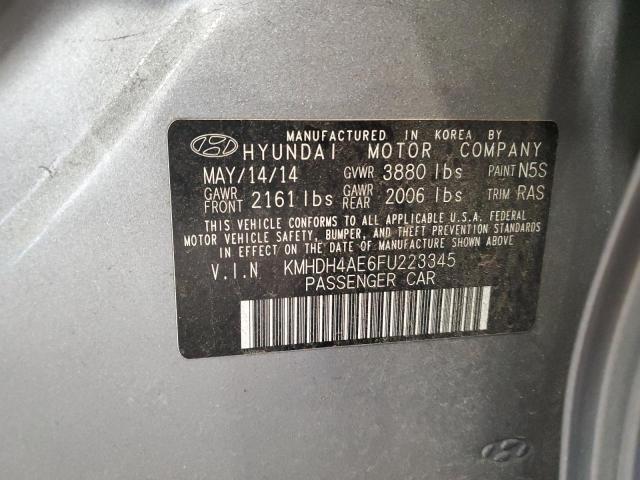 MANUFACTURED IN KOREA BY
HYUNDAI MOTOR COMPANY
MAY/14/14 GVWR 3880 lbs PAINT N5S
GAWR FRONT 2161 lbs GAWR REAR 2006 lbs TRIM RAS
THIS VEHICLE CONFORMS TO ALL APPLICABLE U.S.A. FEDERAL
MOTOR VEHICLE SAFETY, BUMPER, AND THEFT PREVENTION
STANDARDS IN EFFECT ON THE DATE OF MANUFACTURE SHOWN ABOVE.
V.I.N KMHDH4AE6FU223345
PASSENGER CAR